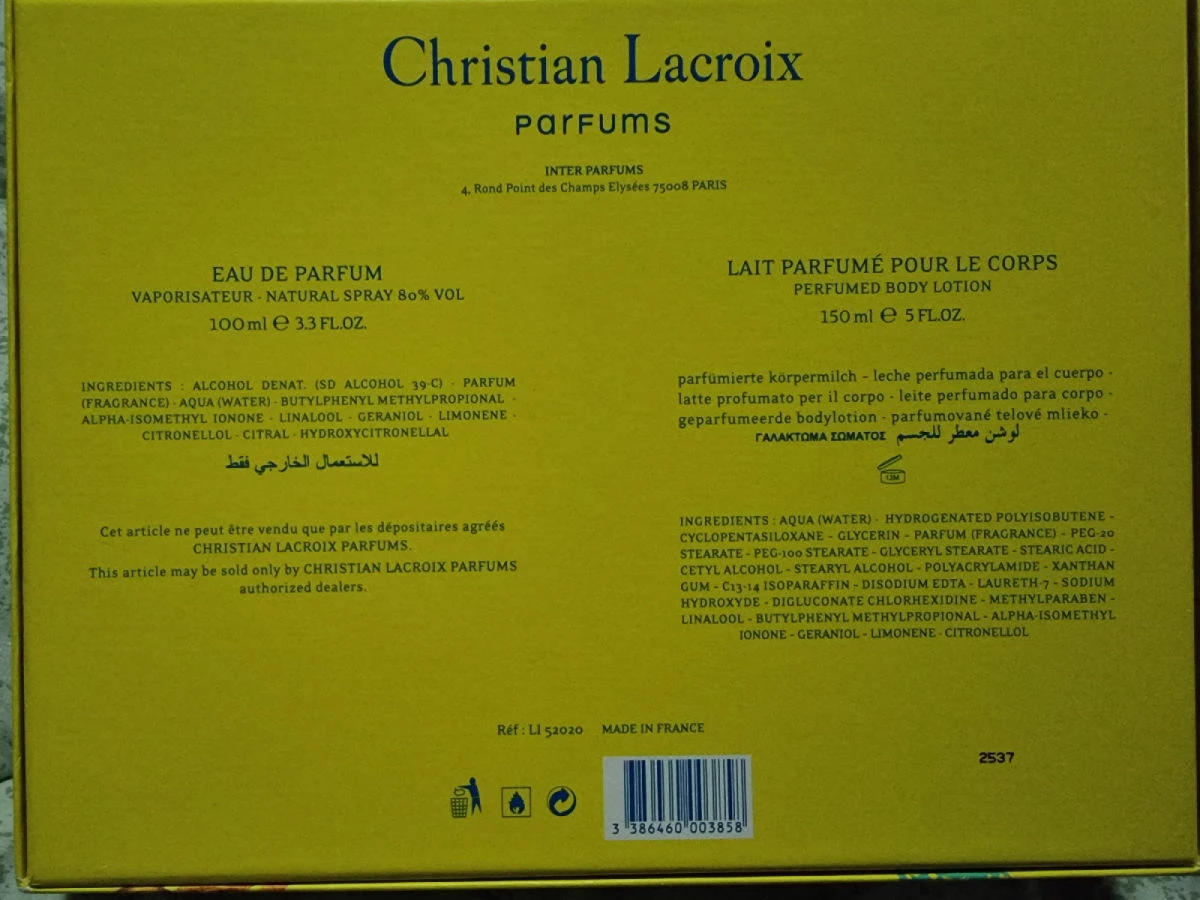 Christian Lacroix
Parfums
INTER PARFUMS
4, Rond Point des Champs Elysées 75008 PARIS
EAU DE PARFUM
VAPORISATEUR · NATURAL SPRAY 80% VOL
100 ml ℮ 3.3 FL.OZ.
INGREDIENTS : ALCOHOL DENAT. (SD ALCOHOL 39-C) · PARFUM
(FRAGRANCE) · AQUA (WATER) · BUTYLPHENYL METHYLPROPIONAL ·
ALPHA-ISOMETHYL IONONE · LINALOOL · GERANIOL · LIMONENE ·
CITRONELLOL · CITRAL · HYDROXYCITRONELLAL
للاستعمال الخارجي فقط
Cet article ne peut être vendu que par les dépositaires agréés
CHRISTIAN LACROIX PARFUMS.
This article may be sold only by CHRISTIAN LACROIX PARFUMS
authorized dealers.
LAIT PARFUMÉ POUR LE CORPS
PERFUMED BODY LOTION
150 ml ℮ 5 FL.OZ.
parfümierte körpermilch - leche perfumada para el cuerpo -
latte profumato per il corpo - leite perfumado para corpo -
geparfumeerde bodylotion - parfumované telové mlieko -
ΓΑΛΑΚΤΩΜΑ ΣΩΜΑΤΟΣ لوشن معطر للجسم
12M
INGREDIENTS : AQUA (WATER) - HYDROGENATED POLYISOBUTENE -
CYCLOPENTASILOXANE - GLYCERIN - PARFUM (FRAGRANCE) - PEG-20
STEARATE - PEG-100 STEARATE - GLYCERYL STEARATE - STEARIC ACID -
CETYL ALCOHOL - STEARYL ALCOHOL - POLYACRYLAMIDE - XANTHAN
GUM - C13-14 ISOPARAFFIN - DISODIUM EDTA - LAURETH-7 - SODIUM
HYDROXYDE - DIGLUCONATE CHLORHEXIDINE - METHYLPARABEN -
LINALOOL - BUTYLPHENYL METHYLPROPIONAL - ALPHA-ISOMETHYL
IONONE - GERANIOL - LIMONENE - CITRONELLOL
Réf : LI 52020 MADE IN FRANCE
2537
3 386460 003858